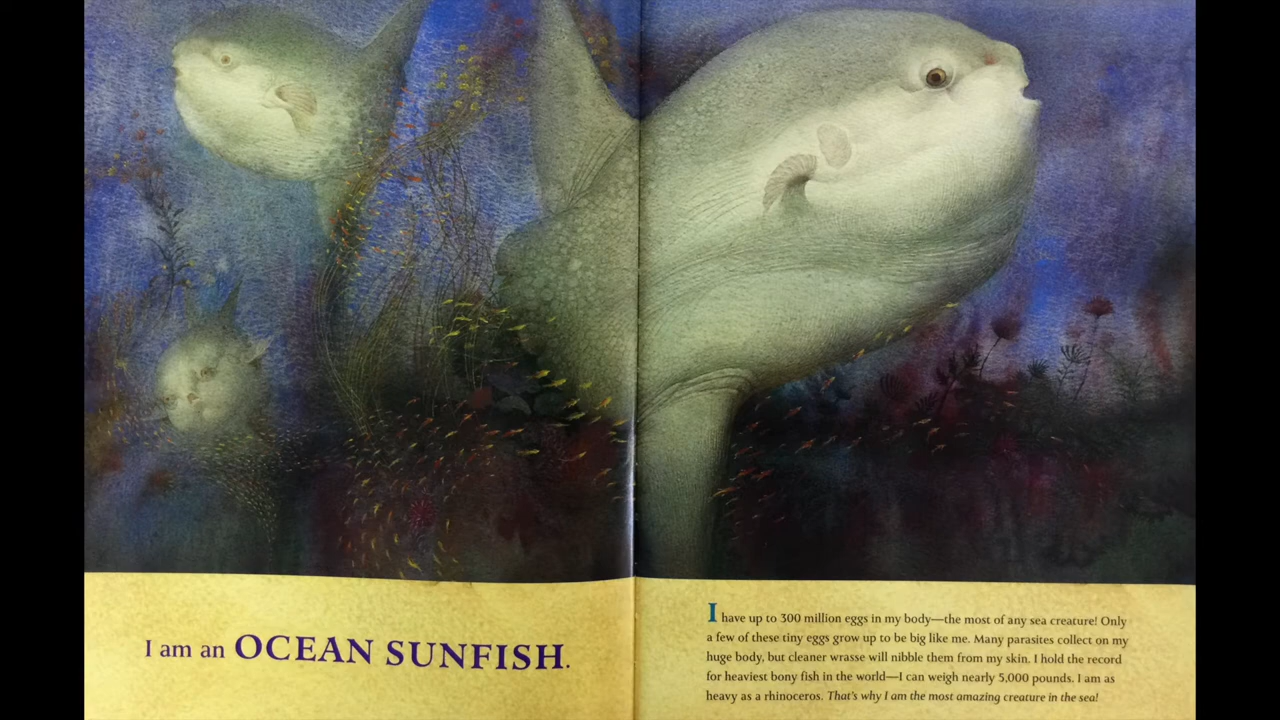 I am an OCEAN SUNFISH.
I have up to 300 million eggs in my body—the most of any sea creature! Only
a few of these tiny eggs grow up to be big like me. Many parasites collect on my
huge body, but cleaner wrasse will nibble them from my skin. I hold the record
for heaviest bony fish in the world—I can weigh nearly 5,000 pounds. I am as
heavy as a rhinoceros. That's why I am the most amazing creature in the sea!